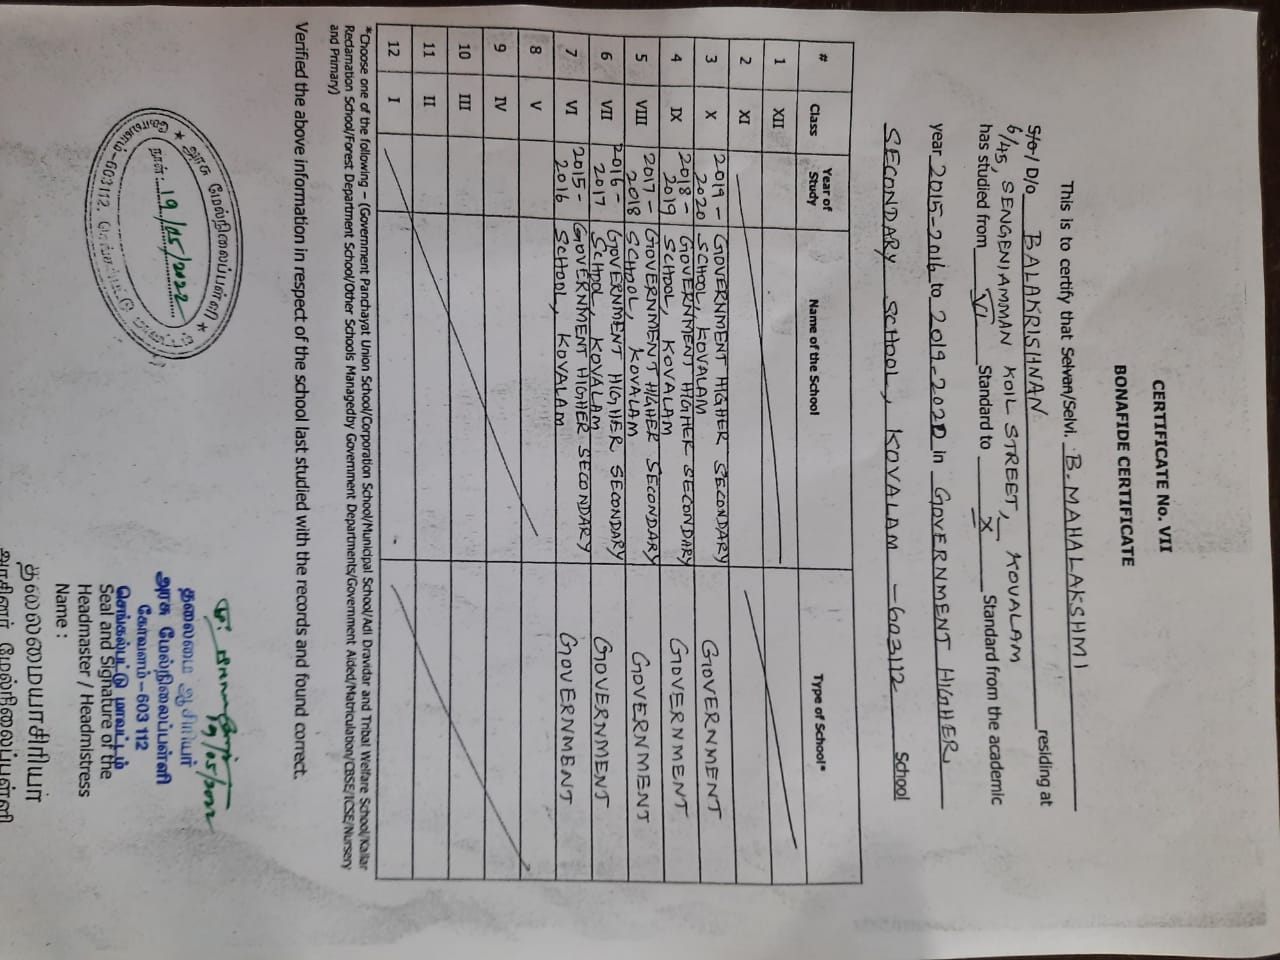 CERTIFICATE No. VII
BONAFIDE CERTIFICATE
This is to certify that Selvan/Selvi. B. MAHALAKSHMI
S/o / D/o BALAKRISHNAN residing at
6/45, SENGENIAMMAN KOIL STREET, KOVALAM
has studied from VI Standard to X Standard from the academic
year 2015-2016 to 2019-2020 in GOVERNMENT HIGHER
SECONDARY SCHOOL, KOVALAM -603112 School
# Class Year of Study Name of the School Type of School*
1 XII
2 XI
3 X 2019-2020 GOVERNMENT HIGHER SECONDARY SCHOOL, KOVALAM GOVERNMENT
4 IX 2018-2019 GOVERNMENT HIGHER SECONDARY SCHOOL, KOVALAM GOVERNMENT
5 VIII 2017-2018 GOVERNMENT HIGHER SECONDARY SCHOOL, KOVALAM GOVERNMENT
6 VII 2016-2017 GOVERNMENT HIGHER SECONDARY SCHOOL, KOVALAM GOVERNMENT
7 VI 2015-2016 GOVERNMENT HIGHER SECONDARY SCHOOL, KOVALAM GOVERNMENT
8 V
9 IV
10 III
11 II
12 I
*Choose one of the following – (Government Panchayat Union School/Corporation School/Municipal School/Adi Dravidar and Tribal Welfare School/Kallar
Reclamation School/Forest Department School/Other Schools Managedby Government Departments/Government Aided/Matriculation/CBSE/ICSE/Nursery
and Primary)
Verified the above information in respect of the school last studied with the records and found correct.
★ அரசு மேல்நிலைப்பள்ளி ★
நாள்: 19/05/2022
கோவளம்-603112. செங்கல்பட்டு மாவட்டம்
19/05/2022
தலைமை ஆசிரியர்
அரசு மேல்நிலைப்பள்ளி
கோவளம்-603 112
செங்கல்பட்டு மாவட்டம்
Seal and Signature of the
Headmaster / Headmistress
Name :
தலைமையாசிரியர்
அரசினர் மேல்நிலைப்பள்ளி